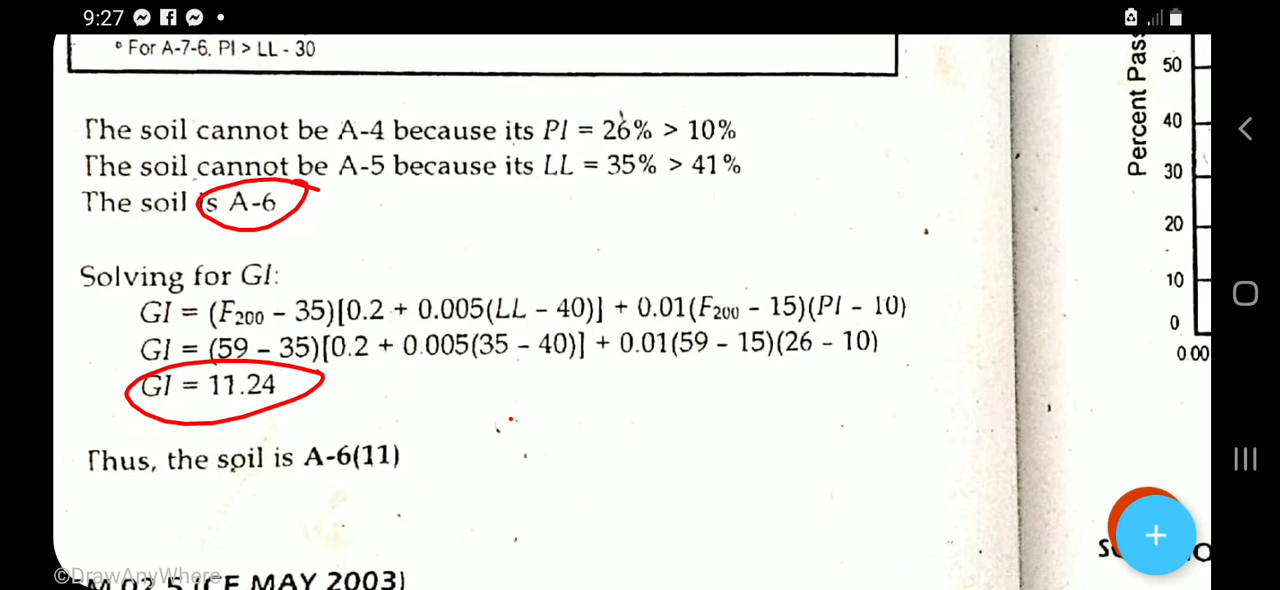 9:27
ᵇ For A-7-6, PI > LL - 30
The soil cannot be A-4 because its PI = 26% > 10%
The soil cannot be A-5 because its LL = 35% > 41%
The soil is A-6
Solving for GI:
GI = (F200 – 35)[0.2 + 0.005(LL – 40)] + 0.01(F200 – 15)(PI – 10)
GI = (59 – 35)[0.2 + 0.005(35 – 40)] + 0.01(59 – 15)(26 – 10)
GI = 11.24
Thus, the soil is A-6(11)
MAY 2003)
©DrawAnyWhere
Percent Pas
50
40
30
20
10
0
0.00